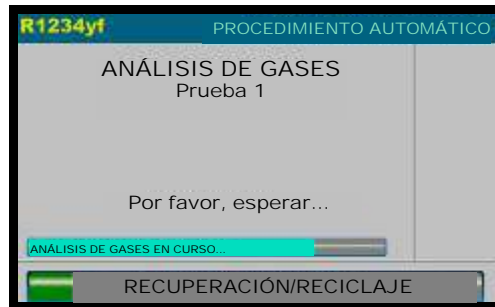 R1234yf
PROCEDIMIENTO AUTOMÁTICO
ANÁLISIS DE GASES
Prueba 1
Por favor, esperar...
ANÁLISIS DE GASES EN CURSO...
RECUPERACIÓN/RECICLAJE